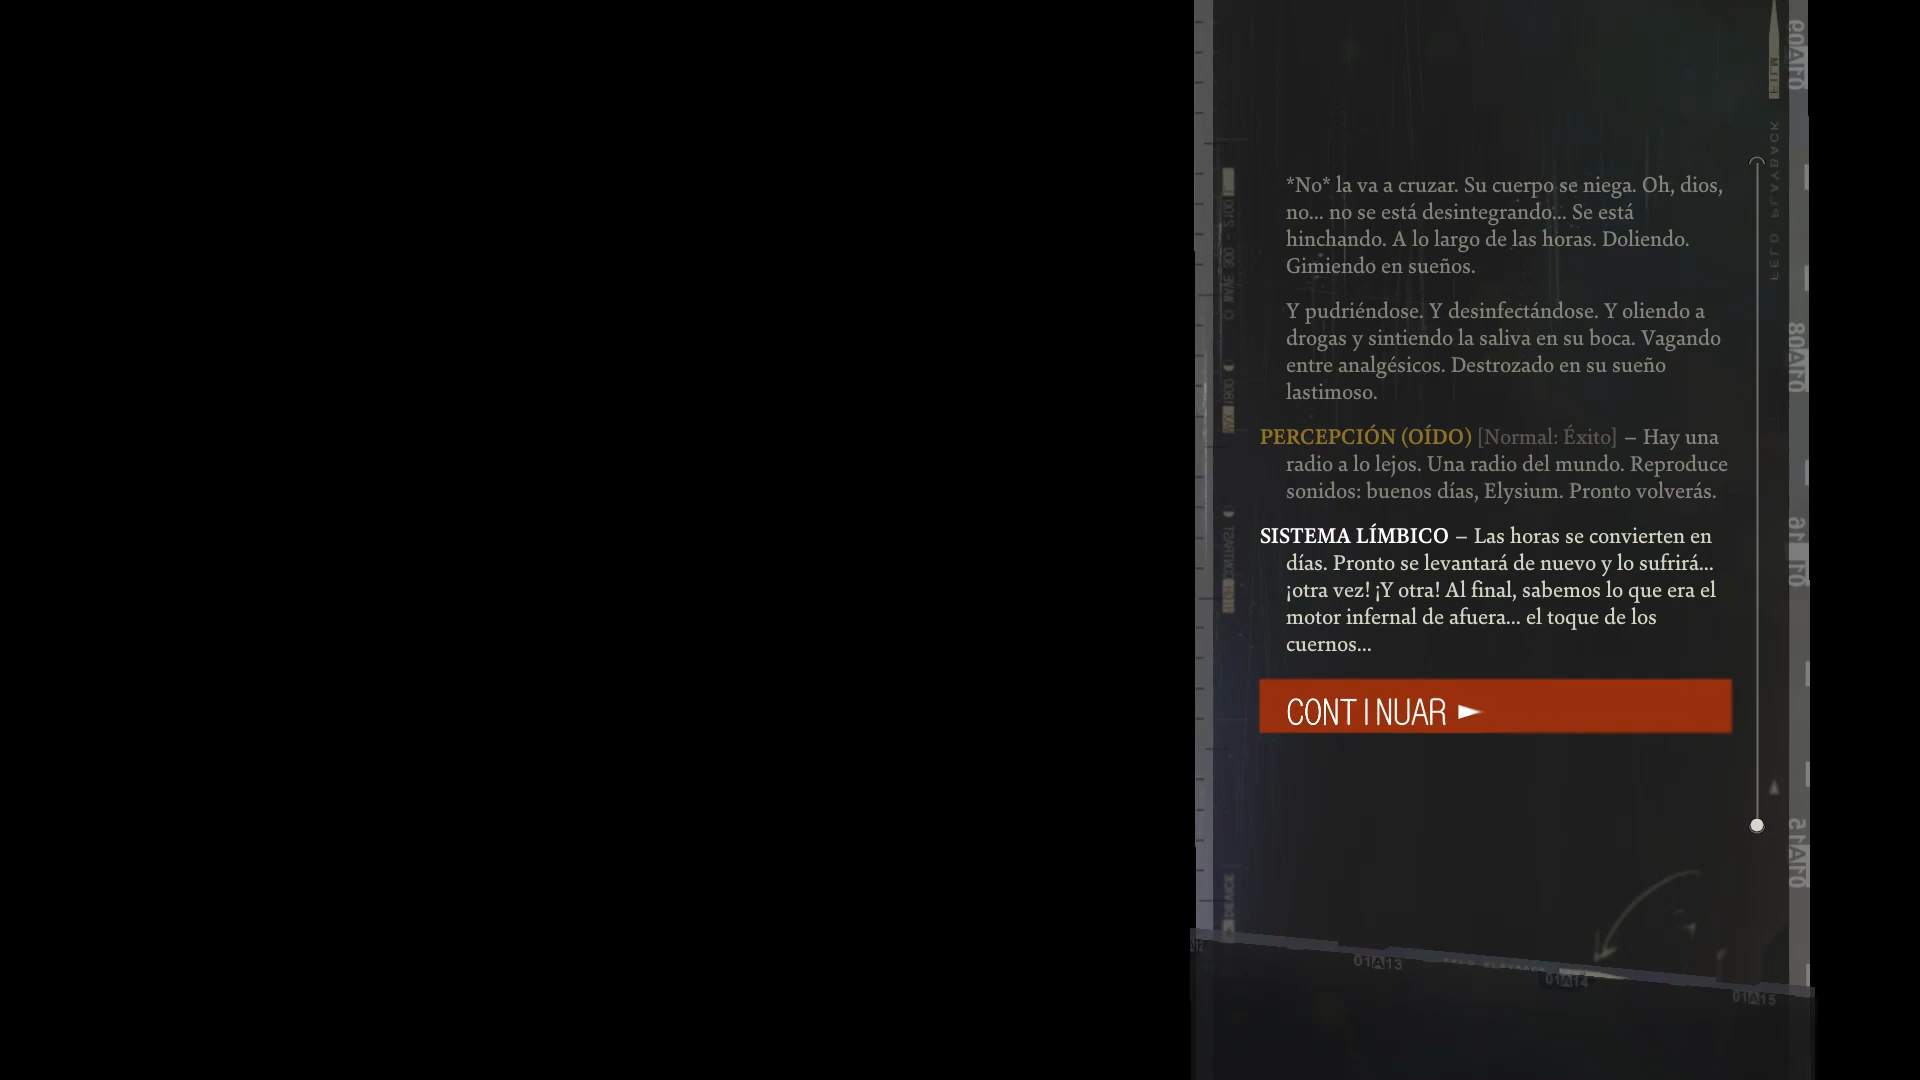 *No* la va a cruzar. Su cuerpo se niega. Oh, dios,
no... no se está desintegrando... Se está
hinchando. A lo largo de las horas. Doliendo.
Gimiendo en sueños.
Y pudriéndose. Y desinfectándose. Y oliendo a
drogas y sintiendo la saliva en su boca. Vagando
entre analgésicos. Destrozado en su sueño
lastimoso.
PERCEPCIÓN (OÍDO) [Normal: Éxito] – Hay una
radio a lo lejos. Una radio del mundo. Reproduce
sonidos: buenos días, Elysium. Pronto volverás.
SISTEMA LÍMBICO – Las horas se convierten en
días. Pronto se levantará de nuevo y lo sufrirá...
¡otra vez! ¡Y otra! Al final, sabemos lo que era el
motor infernal de afuera... el toque de los
cuernos...
CONTINUAR ►
01A13
01A14
01A15